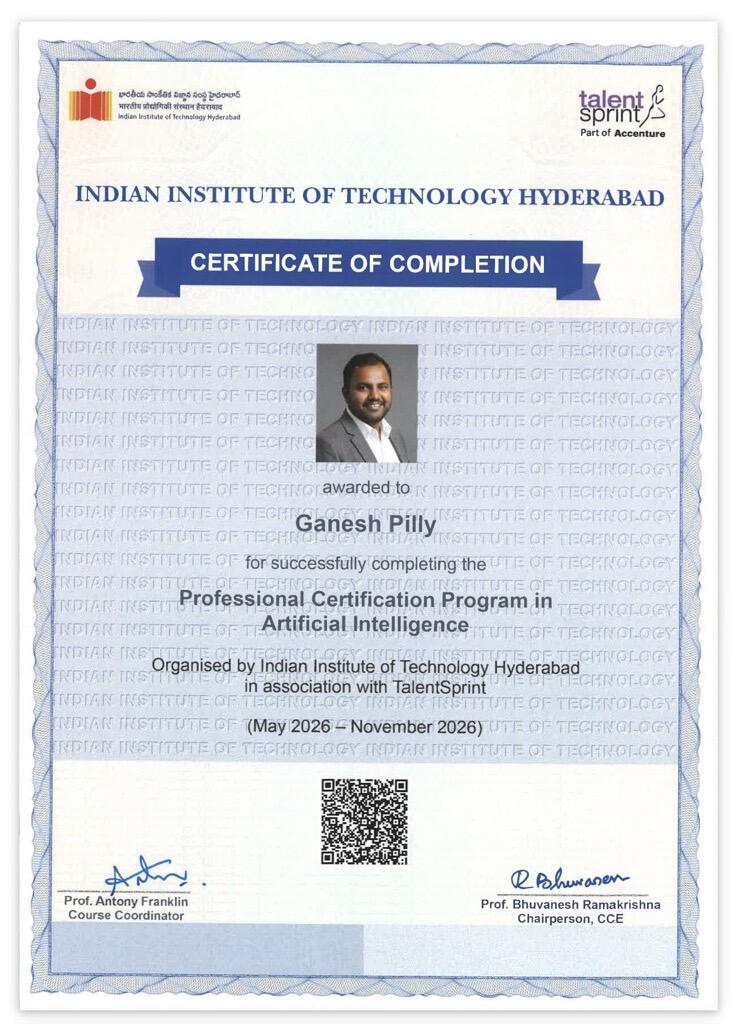 భారతీయ సాంకేతిక విజ్ఞాన సంస్థ హైదరాబాద్
भारतीय प्रौद्योगिकी संस्थान हैदराबाद
Indian Institute of Technology Hyderabad
talent
sprint
Part of Accenture
INDIAN INSTITUTE OF TECHNOLOGY HYDERABAD
CERTIFICATE OF COMPLETION
awarded to
Ganesh Pilly
for successfully completing the
Professional Certification Program in
Artificial Intelligence
Organised by Indian Institute of Technology Hyderabad
in association with TalentSprint
(May 2026 – November 2026)
R Bhuvanesh
Prof. Antony Franklin
Course Coordinator
Prof. Bhuvanesh Ramakrishna
Chairperson, CCE